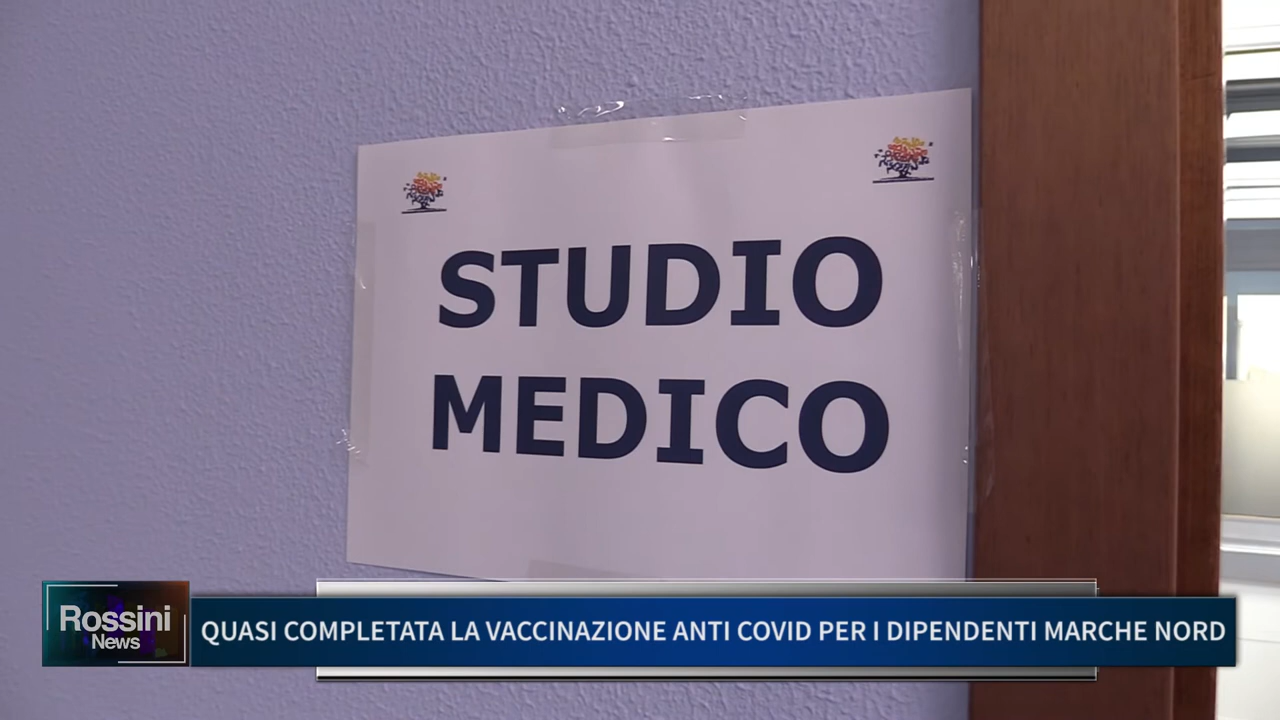 STUDIO
MEDICO
Rossini
News
QUASI COMPLETATA LA VACCINAZIONE ANTI COVID PER I DIPENDENTI MARCHE NORD